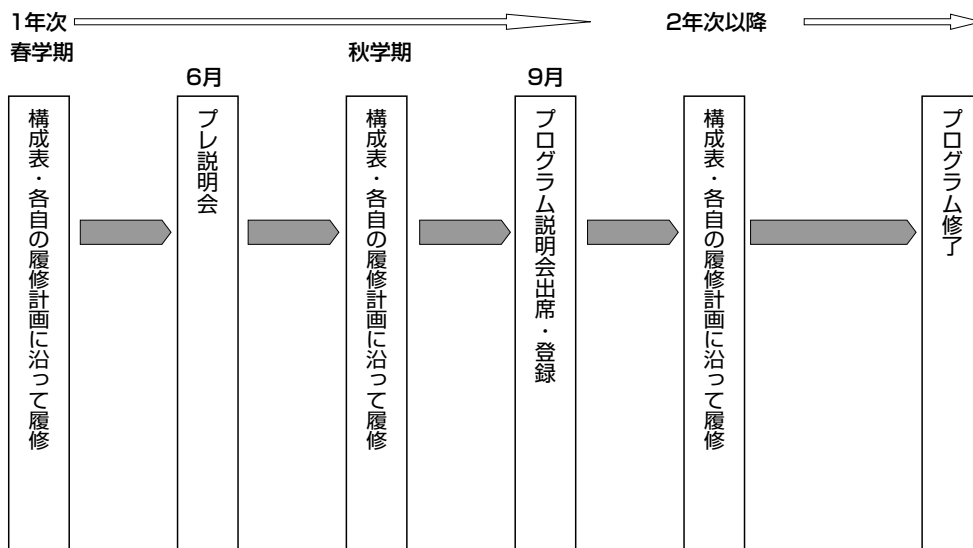 1年次
2年次以降
春学期
秋学期
6月
9月
構成表・各自の履修計画に沿って履修
プレ説明会
構成表・各自の履修計画に沿って履修
プログラム説明会出席・登録
構成表・各自の履修計画に沿って履修
プログラム修了